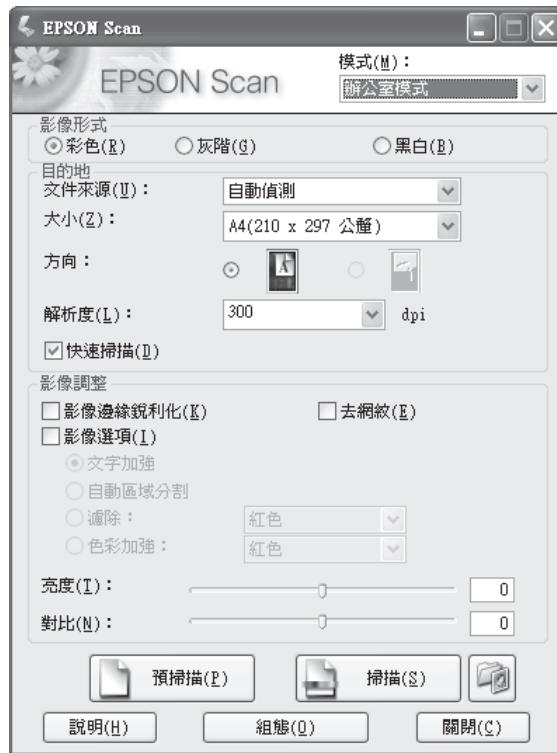 EPSON Scan
模式(M)：
EPSON Scan
辦公室模式
影像形式
彩色(R) 灰階(G) 黑白(B)
目的地
文件來源(U)： 自動偵測
大小(Z)： A4(210 x 297 公釐)
方向：
解析度(L)： 300 dpi
快速掃描(D)
影像調整
影像邊緣銳利化(K) 去網紋(E)
影像選項(I)
文字加強
自動區域分割
濾除： 紅色
色彩加強： 紅色
亮度(T)： 0
對比(N)： 0
預掃描(P) 掃描(S)
說明(H) 組態(O) 關閉(C)